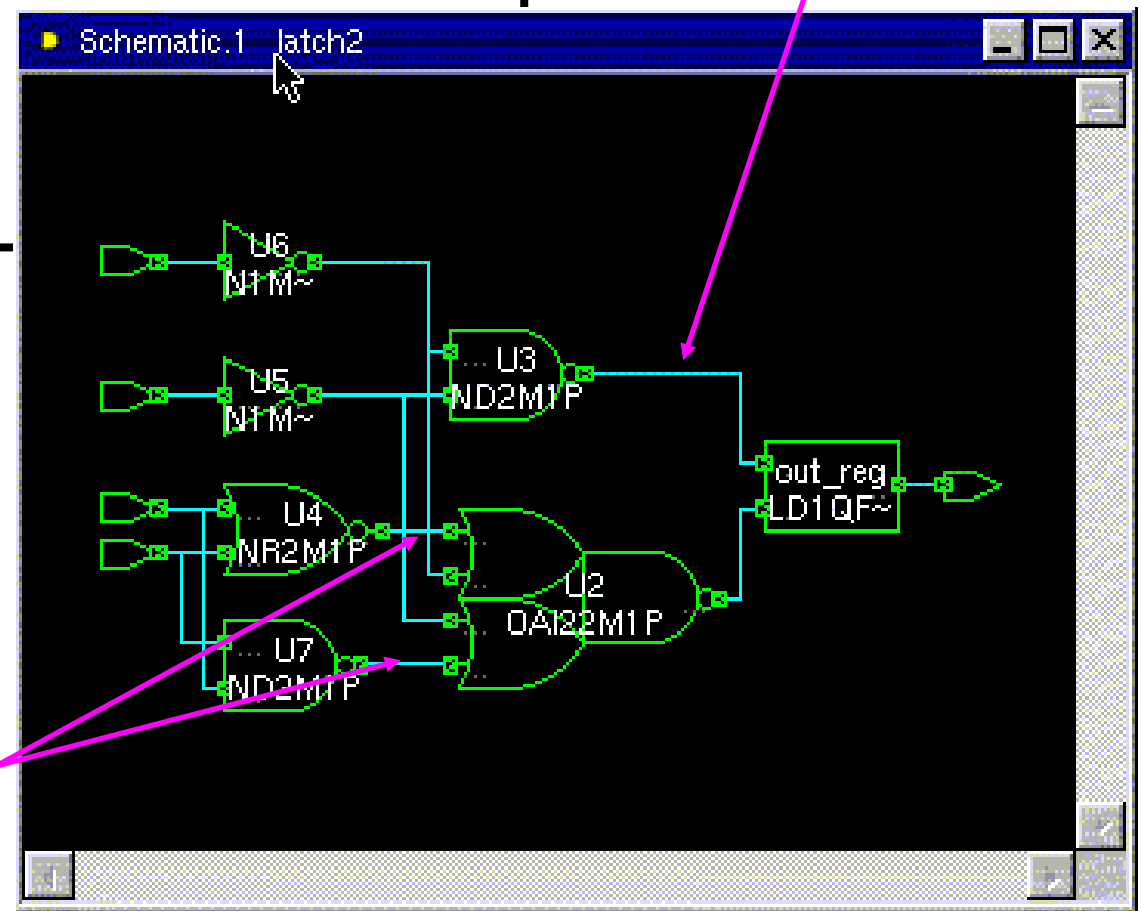 Schematic.1 latch2
U6
N1M~
U3
ND2M1P
U5
N1M~
out_reg
LD1QF~
U4
NR2M1P
U2
OAI22M1P
U7
ND2M1P